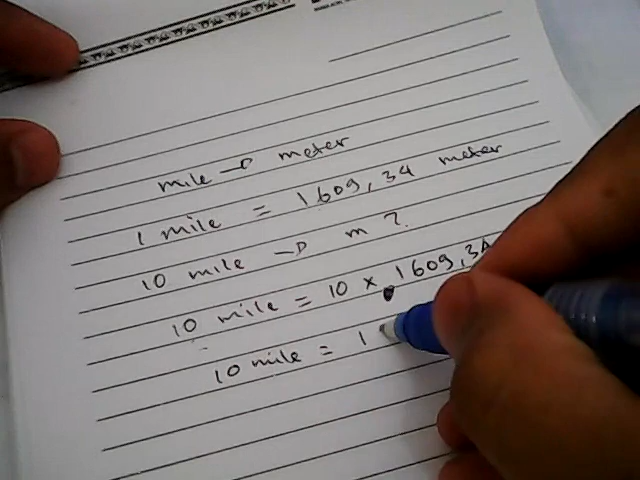 mile → meter
1 mile = 1609,34 meter
10 mile → m ?
10 mile = 10 x 1609,34
10 mile = 1